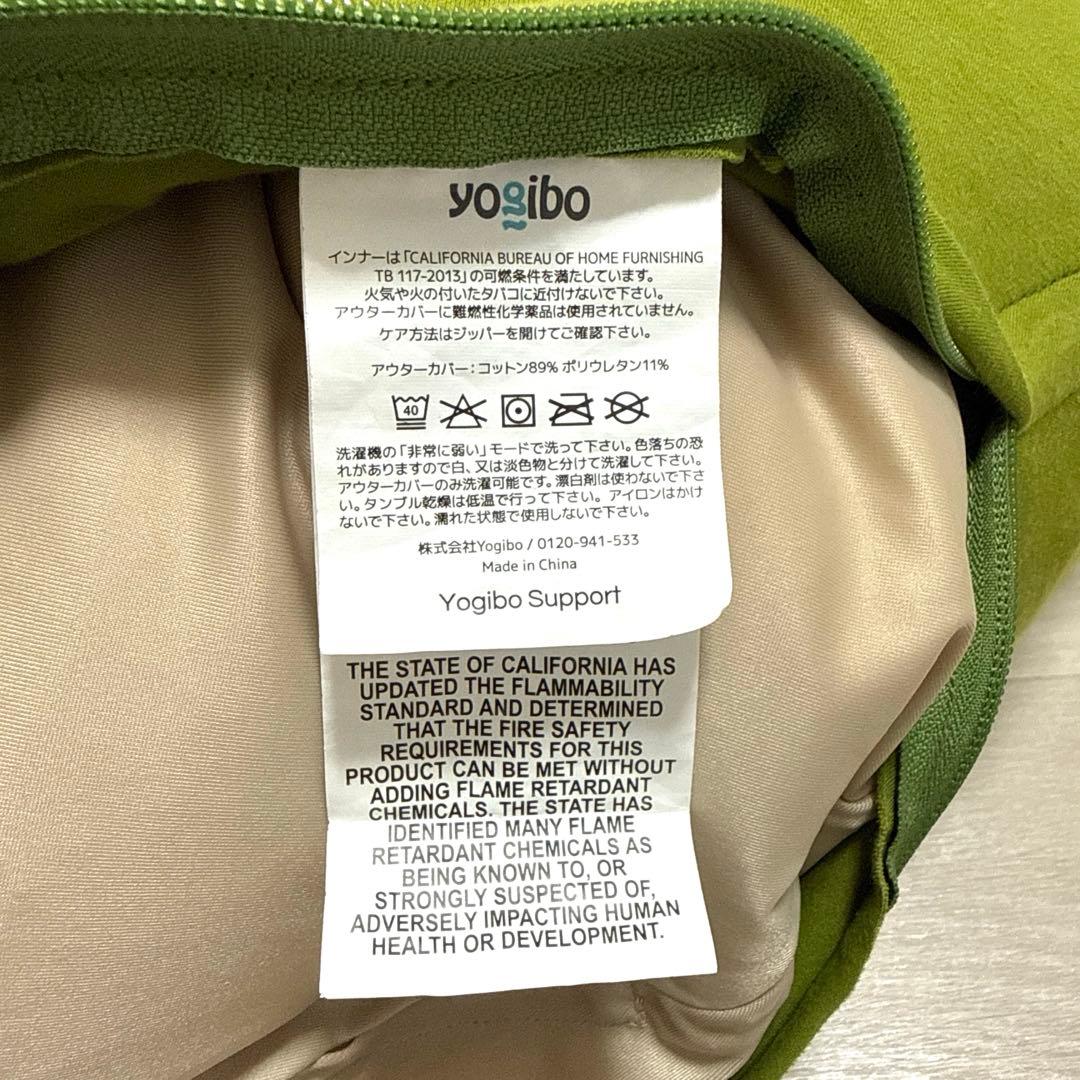 yogibo
インナーは「CALIFORNIA BUREAU OF HOME FURNISHING
TB 117-2013」の可燃条件を満たしています。
火気や火の付いたタバコに近付けないで下さい。
アウターカバーに難燃性化学薬品は使用されていません。
ケア方法はジッパーを開けてご確認下さい。
アウターカバー：コットン89% ポリウレタン11%
40
洗濯機の「非常に弱い」モードで洗って下さい。色落ちの恐
れがありますので白、又は淡色物と分けて洗濯して下さい。
アウターカバーのみ洗濯可能です。漂白剤は使わないで下さ
い。タンブル乾燥は低温で行って下さい。アイロンはかけ
ないで下さい。濡れた状態で使用しないで下さい。
株式会社Yogibo / 0120-941-533
Made in China
Yogibo Support
THE STATE OF CALIFORNIA HAS
UPDATED THE FLAMMABILITY
STANDARD AND DETERMINED
THAT THE FIRE SAFETY
REQUIREMENTS FOR THIS
PRODUCT CAN BE MET WITHOUT
ADDING FLAME RETARDANT
CHEMICALS. THE STATE HAS
IDENTIFIED MANY FLAME
RETARDANT CHEMICALS AS
BEING KNOWN TO, OR
STRONGLY SUSPECTED OF,
ADVERSELY IMPACTING HUMAN
HEALTH OR DEVELOPMENT.